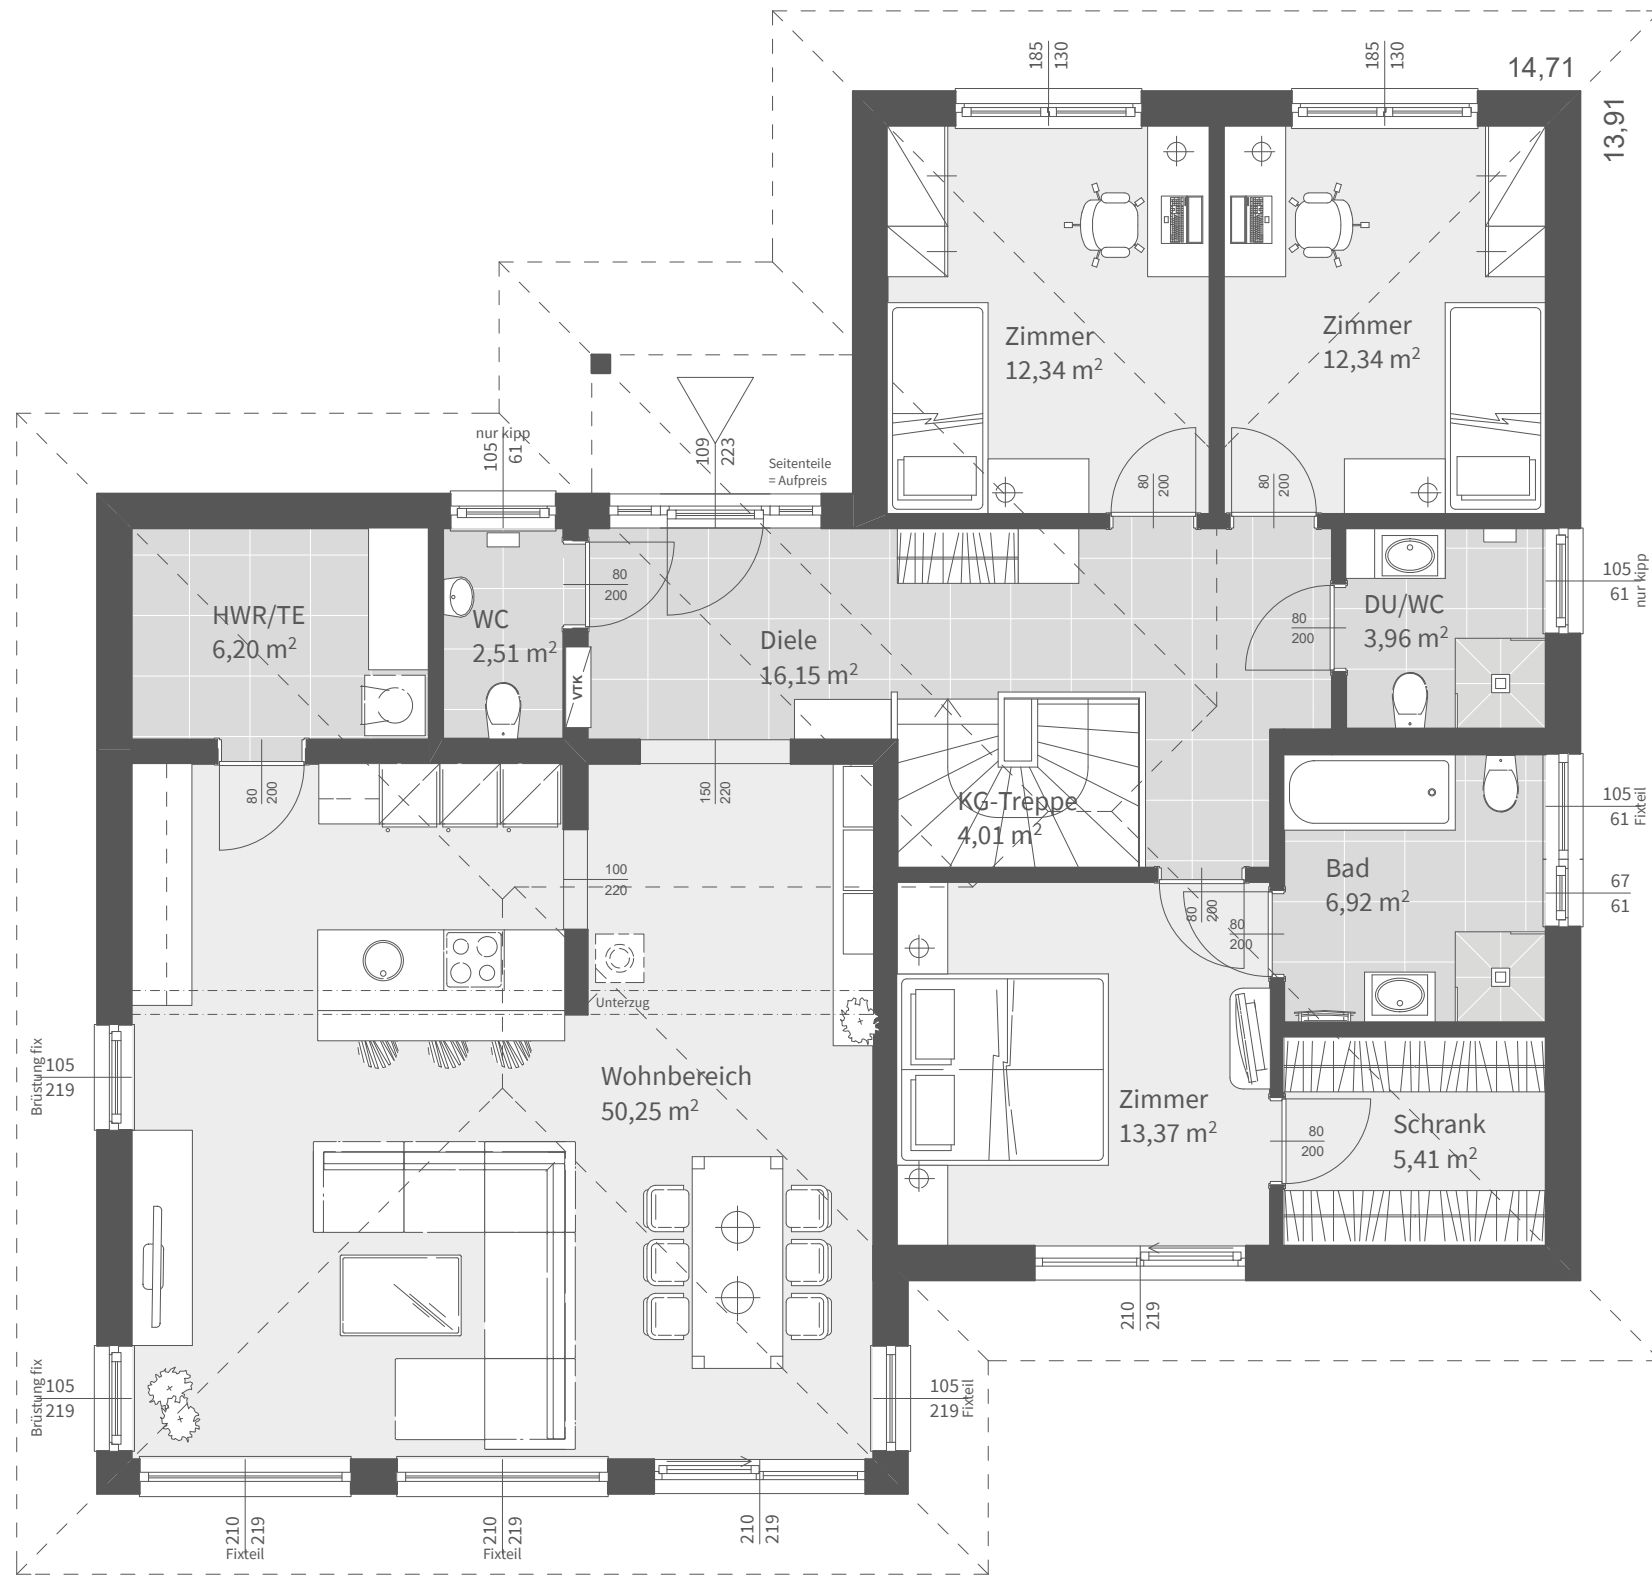 185
130
185
130
14,71
13,91
Zimmer
12,34 m²
Zimmer
12,34 m²
nur kipp
105
61
109
223
Seitenteile
= Aufpreis
80
200
80
200
HWR/TE
6,20 m²
WC
2,51 m²
80
200
VTK
Diele
16,15 m²
80
200
DU/WC
3,96 m²
105
61
nur kipp
80
200
150
220
KG-Treppe
4,01 m²
105
61
Fixteil
100
220
Bad
6,92 m²
67
61
80
200
80
200
Unterzug
Brüstung fix
105
219
Wohnbereich
50,25 m²
Zimmer
13,37 m²
80
200
Schrank
5,41 m²
210
219
Brüstung fix
105
219
105
219
Fixteil
210
219
Fixteil
210
219
Fixteil
210
219